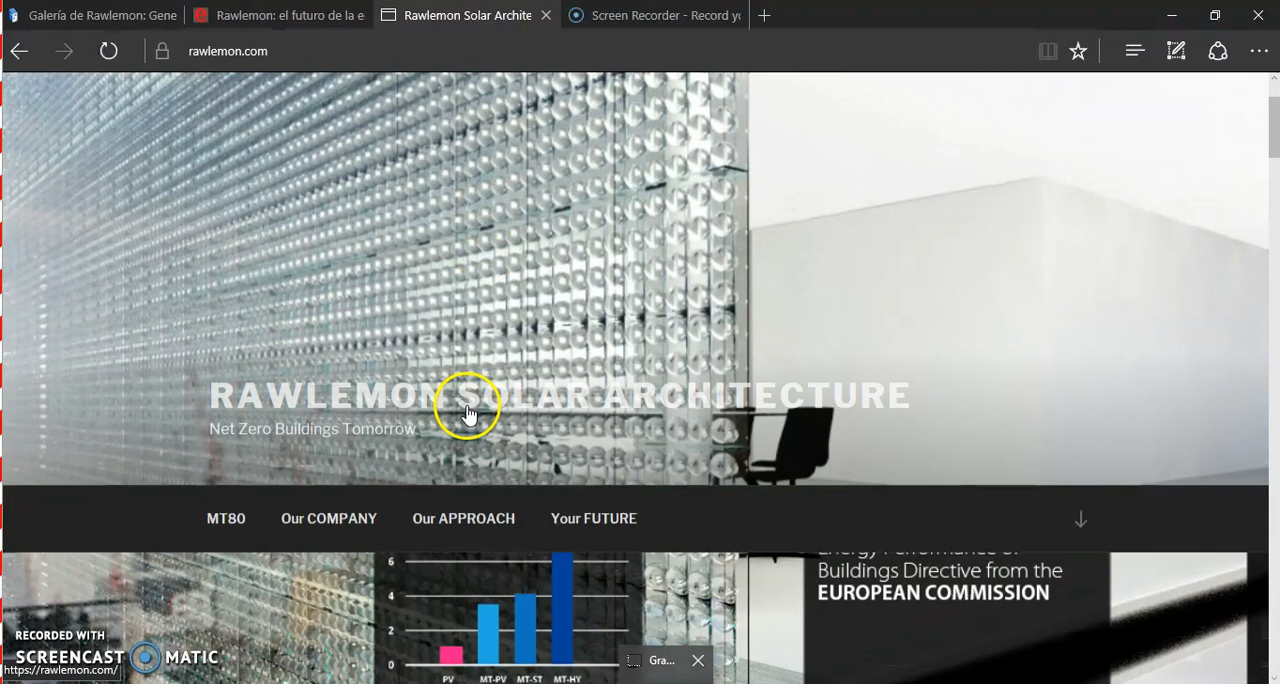 Galería de Rawlemon: Gene
Rawlemon: el futuro de la e
Rawlemon Solar Archite
Screen Recorder - Record yo
rawlemon.com
RAWLEMON SOLAR ARCHITECTURE
Net Zero Buildings Tomorrow
MT80 Our COMPANY Our APPROACH Your FUTURE
6
4
2
0
PV MT-PV MT-ST MT-HY
Energy Performance of
Buildings Directive from the
EUROPEAN COMMISSION
RECORDED WITH
SCREENCAST MATIC
https://rawlemon.com/
Gra...